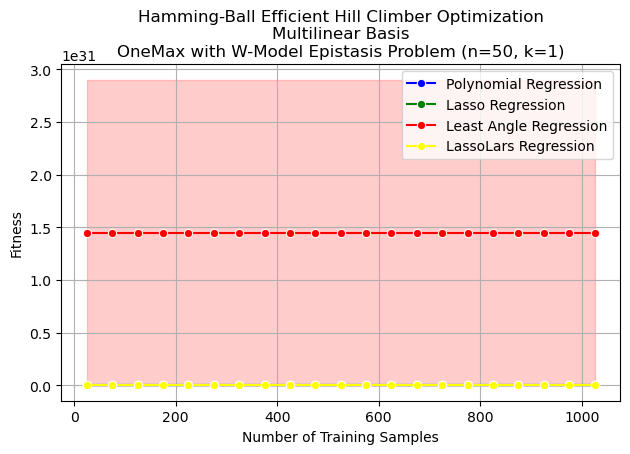 Hamming-Ball Efficient Hill Climber Optimization
Multilinear Basis
OneMax with W-Model Epistasis Problem (n=50, k=1)
1e31
3.0
2.5
2.0
1.5
1.0
0.5
0.0
Fitness
Polynomial Regression
Lasso Regression
Least Angle Regression
LassoLars Regression
0 200 400 600 800 1000
Number of Training Samples